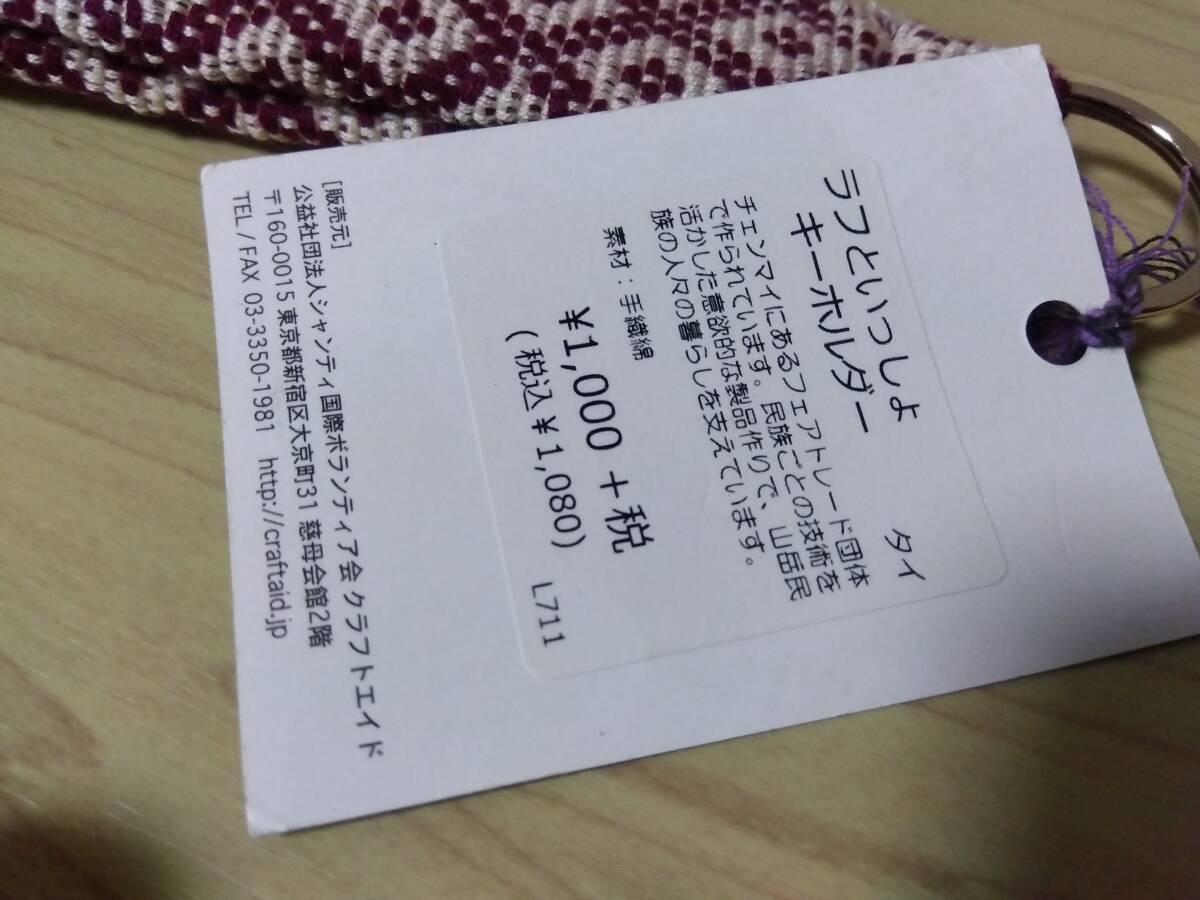 ラフといっしょ
キーホルダー
タイ
チェンマイにあるフェアトレード団体
で作られています。民族ごとの技術を
活かした意欲的な製品作りで、山岳民
族の人々の暮らしを支えています。
素材：手織綿
¥1,000 +税
(税込¥1,080)
L711
[販売元]
公益社団法人シャンティ国際ボランティア会 クラフトエイド
〒160-0015 東京都新宿区大京町31 慈母会館2階
TEL / FAX 03-3350-1981 http://craftaid.jp